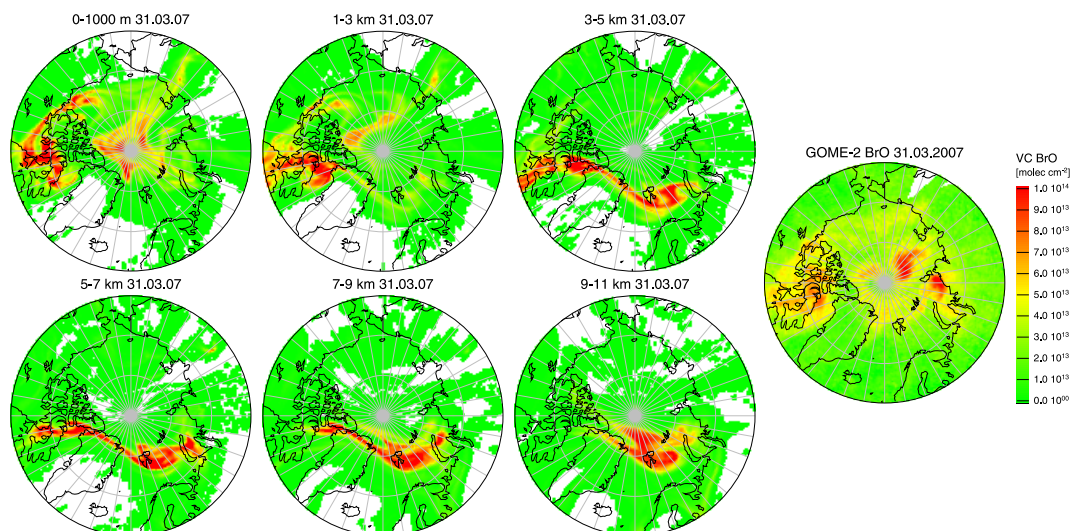 0-1000 m 31.03.07
1-3 km 31.03.07
3-5 km 31.03.07
5-7 km 31.03.07
7-9 km 31.03.07
9-11 km 31.03.07
GOME-2 BrO 31.03.2007
VC BrO
[molec cm⁻²]
1.0 10¹⁴
9.0 10¹³
8.0 10¹³
7.0 10¹³
6.0 10¹³
5.0 10¹³
4.0 10¹³
3.0 10¹³
2.0 10¹³
1.0 10¹³
0.0 10⁰⁰